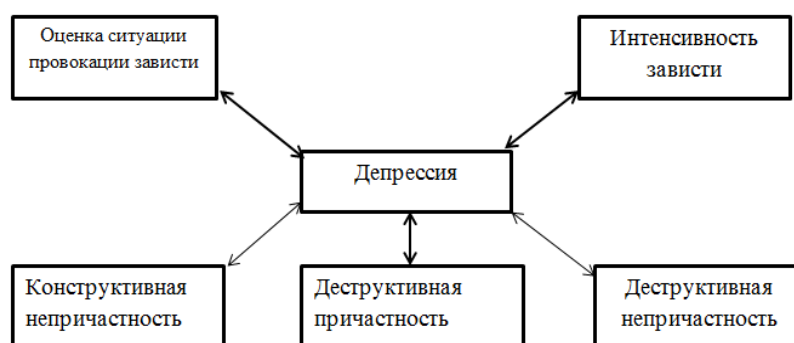 Оценка ситуации
провокации зависти
Интенсивность
зависти
Депрессия
Конструктивная
непричастность
Деструктивная
причастность
Деструктивная
непричастность